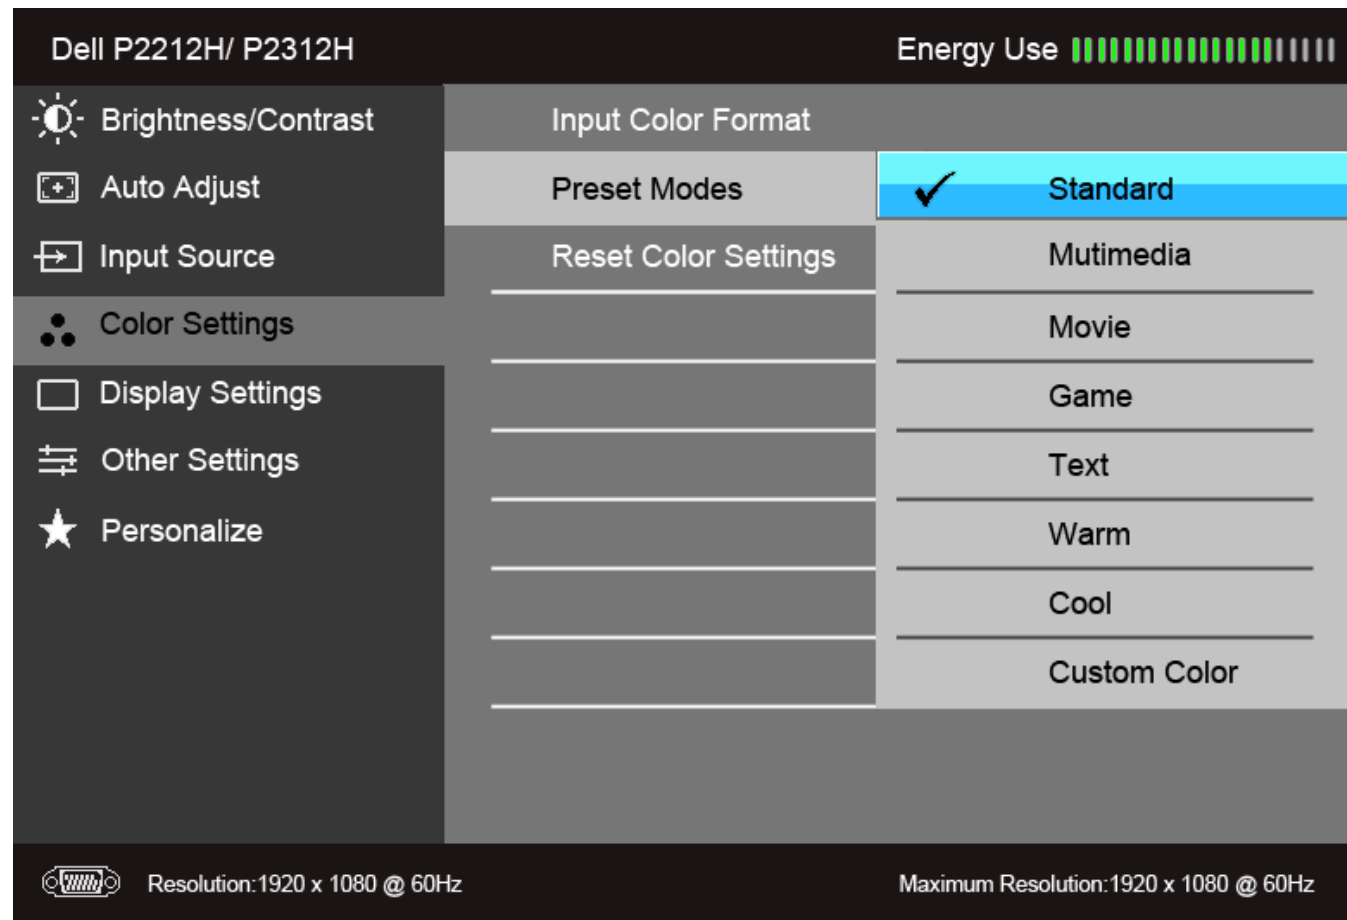 Dell P2212H/ P2312H
Energy Use
Brightness/Contrast
Auto Adjust
Input Source
Color Settings
Display Settings
Other Settings
Personalize
Input Color Format
Preset Modes
Reset Color Settings
Standard
Mutimedia
Movie
Game
Text
Warm
Cool
Custom Color
Resolution:1920 x 1080 @ 60Hz
Maximum Resolution:1920 x 1080 @ 60Hz